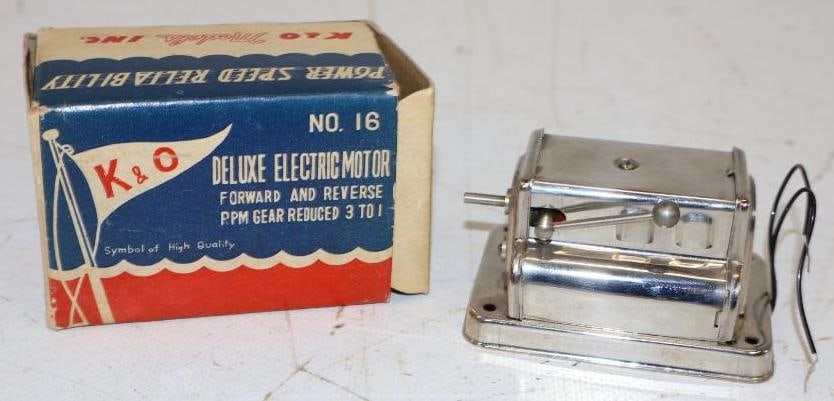 K&O Models, INC.
POWER SPEED RELIABILITY
NO. 16
K & O
DELUXE ELECTRIC MOTOR
FORWARD AND REVERSE
R.P.M GEAR REDUCED 3 TO 1
Symbol of High Quality